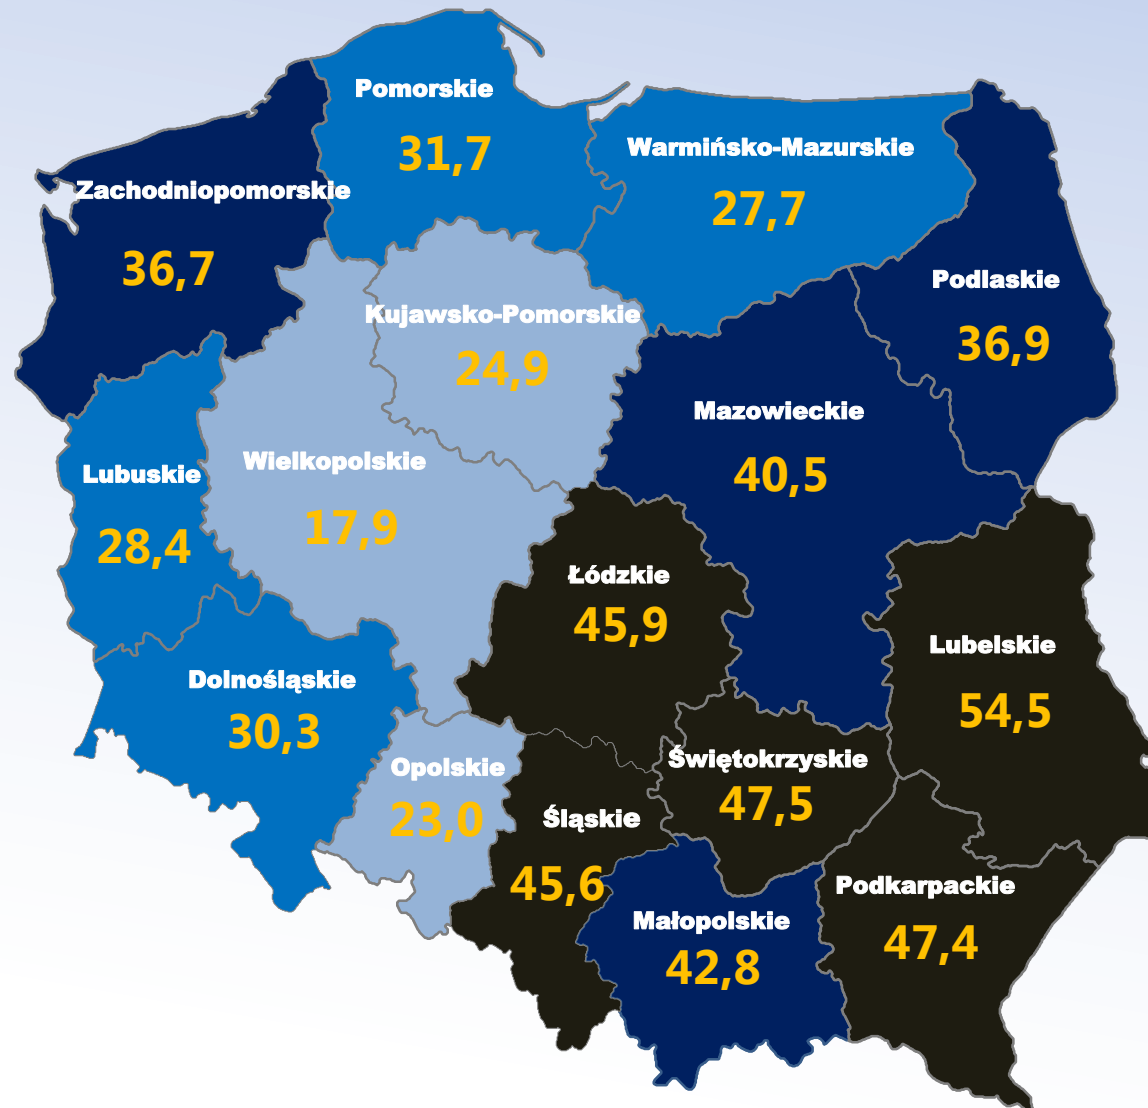 Pomorskie
31,7
Warmińsko-Mazurskie
27,7
Zachodniopomorskie
36,7
Podlaskie
36,9
Kujawsko-Pomorskie
24,9
Mazowieckie
40,5
Wielkopolskie
17,9
Lubuskie
28,4
Łódzkie
45,9
Lubelskie
54,5
Dolnośląskie
30,3
Opolskie
23,0
Świętokrzyskie
47,5
Śląskie
45,6
Podkarpackie
47,4
Małopolskie
42,8